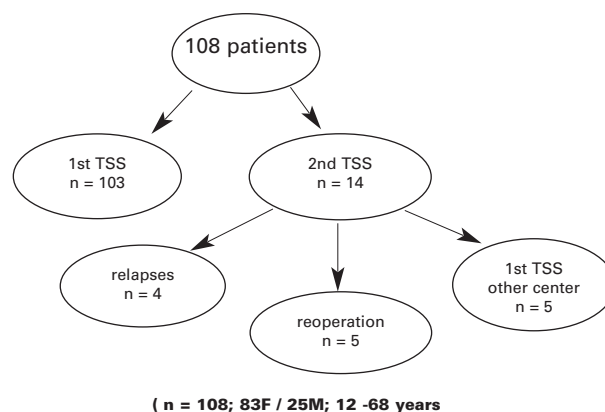 108 patients
1st TSS
n = 103
2nd TSS
n = 14
relapses
n = 4
reoperation
n = 5
1st TSS
other center
n = 5
( n = 108; 83F / 25M; 12 -68 years